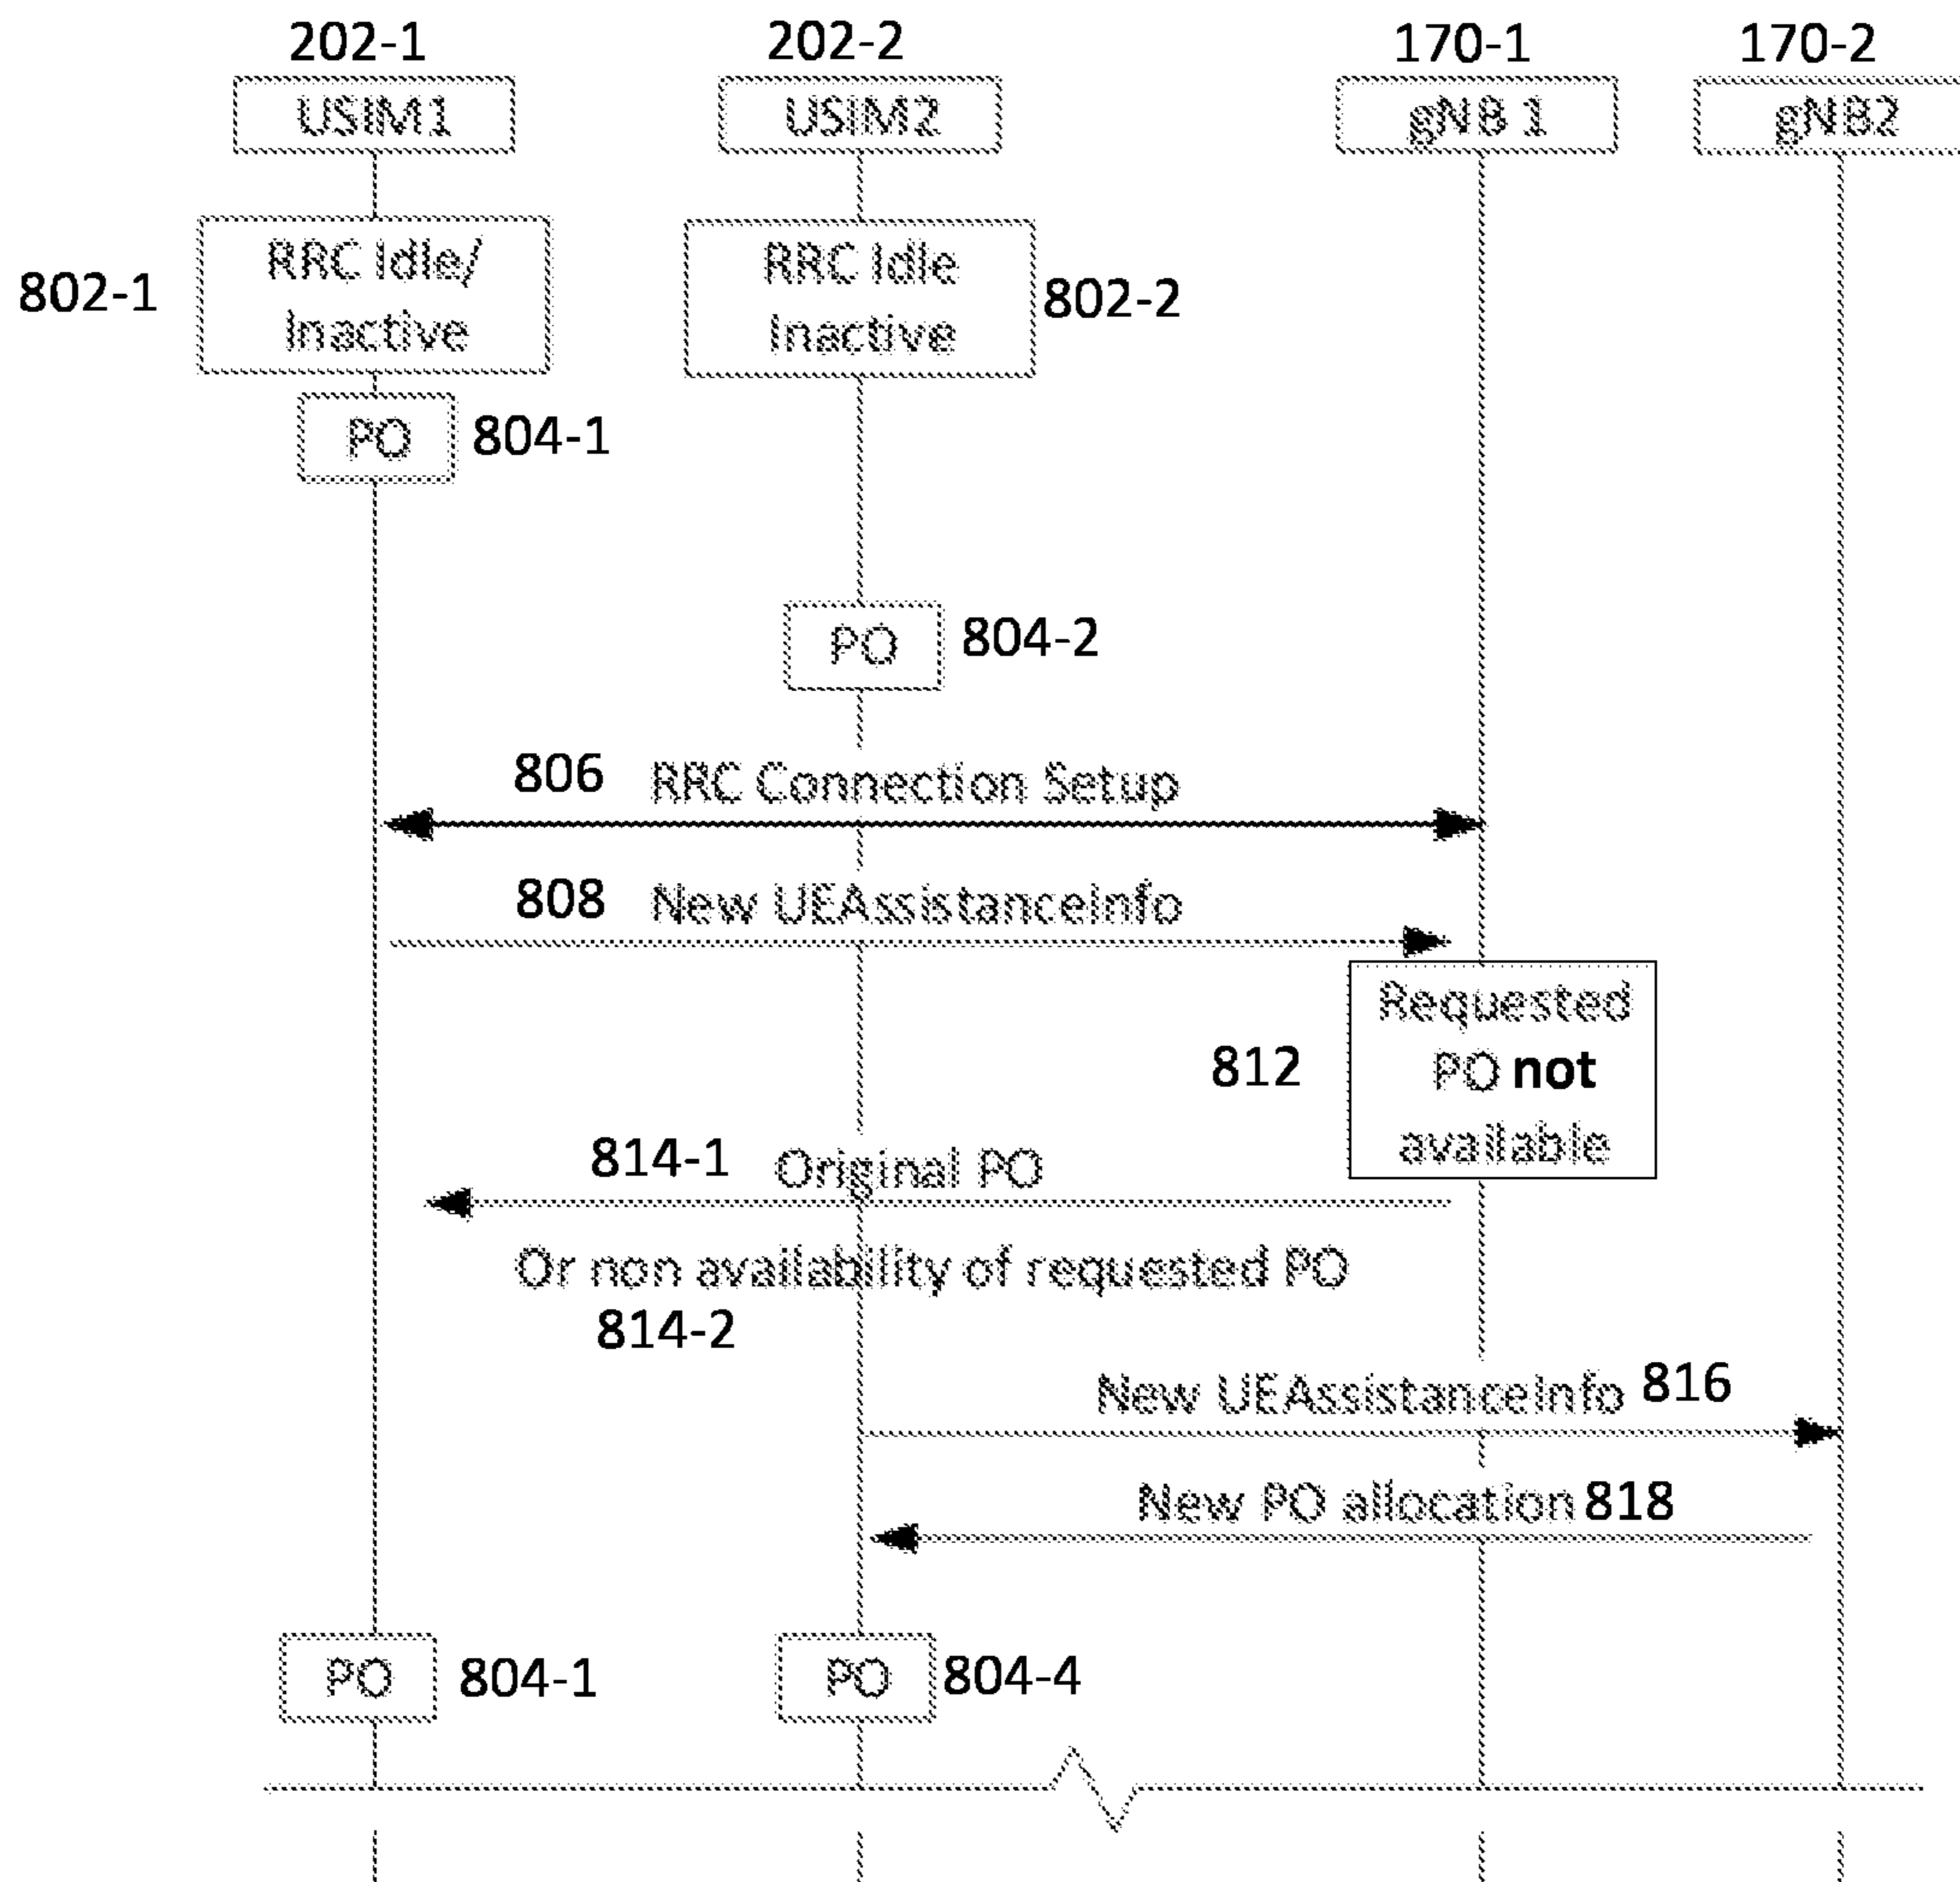 202-1
202-2
170-1
170-2
USIM1
USIM2
gNB 1
gNB2
802-1
RRC Idle/
Inactive
RRC Idle
Inactive
802-2
PO
804-1
PO
804-2
806
RRC Connection Setup
808
New UEAssistanceInfo
812
Requested
PO not
available
814-1
Original PO
Or non availability of requested PO
814-2
New UEAssistanceInfo
816
New PO allocation
818
PO
804-1
PO
804-4